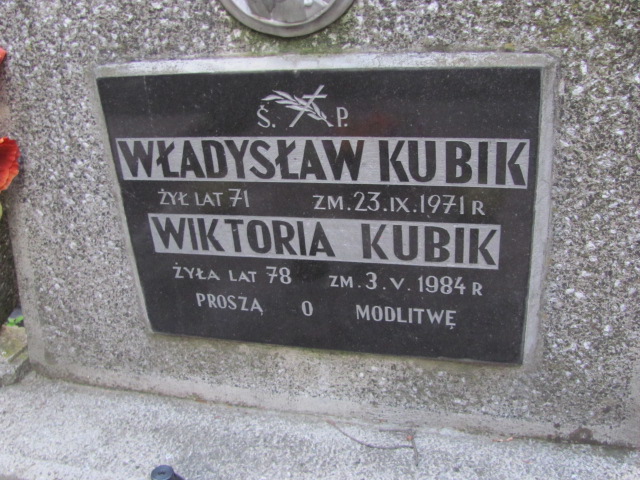 Ś. P.
WŁADYSŁAW KUBIK
ŻYŁ LAT 71 ZM. 23.IX.1971 R
WIKTORIA KUBIK
ŻYŁA LAT 78 ZM. 3.V.1984 R
PROSZĄ O MODLITWĘ